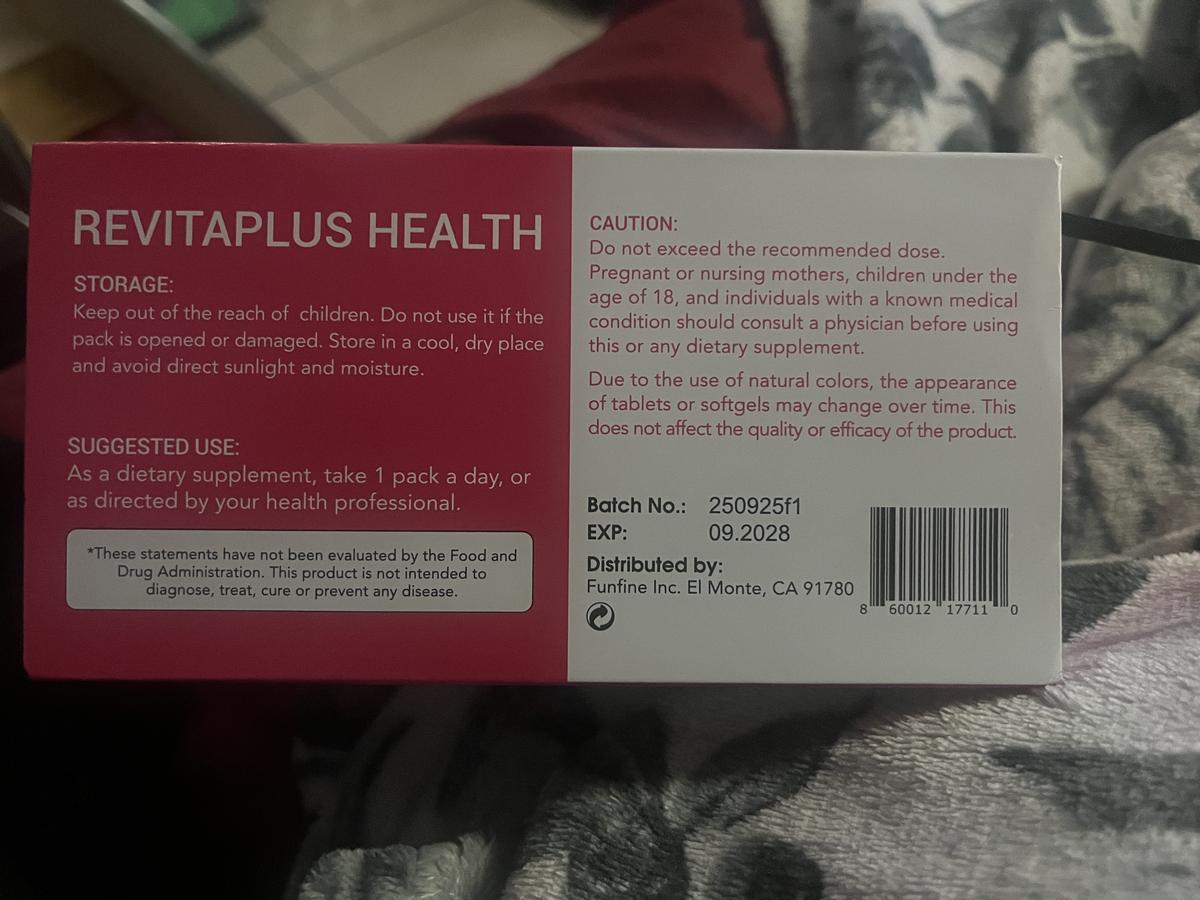 REVITAPLUS HEALTH
STORAGE:
Keep out of the reach of children. Do not use it if the
pack is opened or damaged. Store in a cool, dry place
and avoid direct sunlight and moisture.
SUGGESTED USE:
As a dietary supplement, take 1 pack a day, or
as directed by your health professional.
*These statements have not been evaluated by the Food and
Drug Administration. This product is not intended to
diagnose, treat, cure or prevent any disease.
CAUTION:
Do not exceed the recommended dose.
Pregnant or nursing mothers, children under the
age of 18, and individuals with a known medical
condition should consult a physician before using
this or any dietary supplement.
Due to the use of natural colors, the appearance
of tablets or softgels may change over time. This
does not affect the quality or efficacy of the product.
Batch No.: 250925f1
EXP: 09.2028
Distributed by:
Funfine Inc. El Monte, CA 91780
8 60012 17711 0